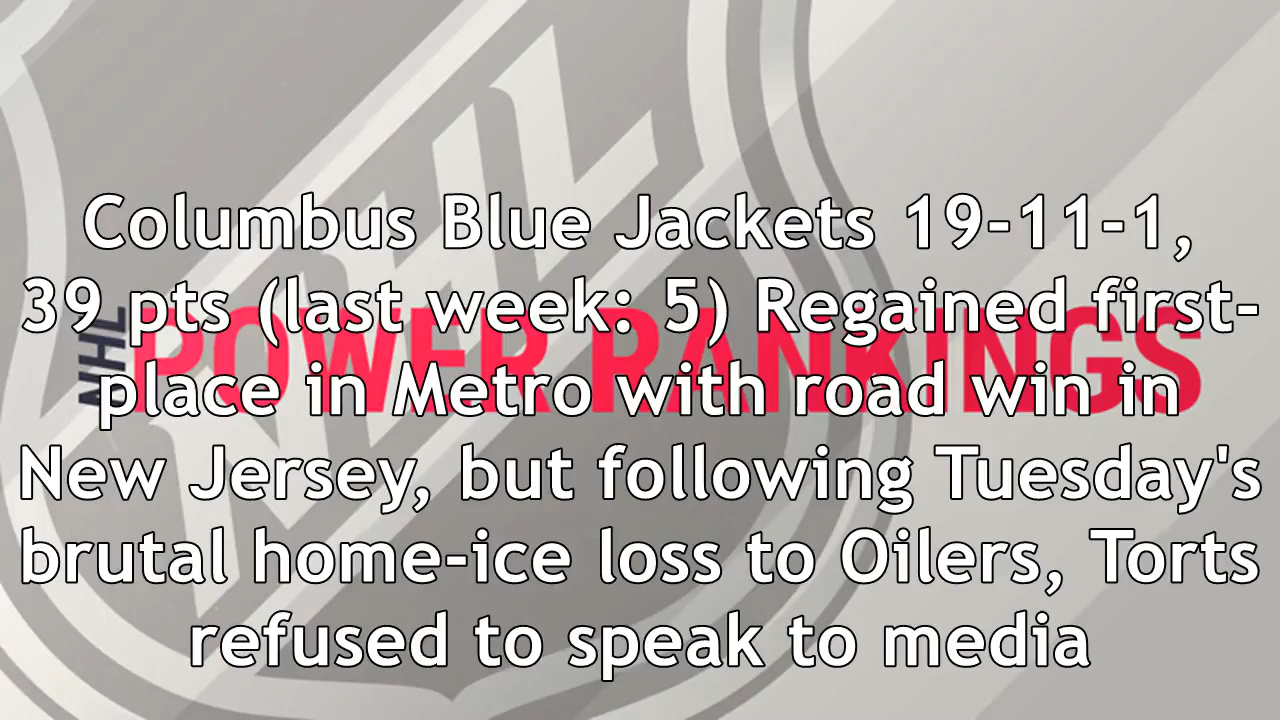 Columbus Blue Jackets 19-11-1,
39 pts (last week: 5) Regained first-
NHL POWER RANKINGS
place in Metro with road win in
New Jersey, but following Tuesday's
brutal home-ice loss to Oilers, Torts
refused to speak to media
NHL